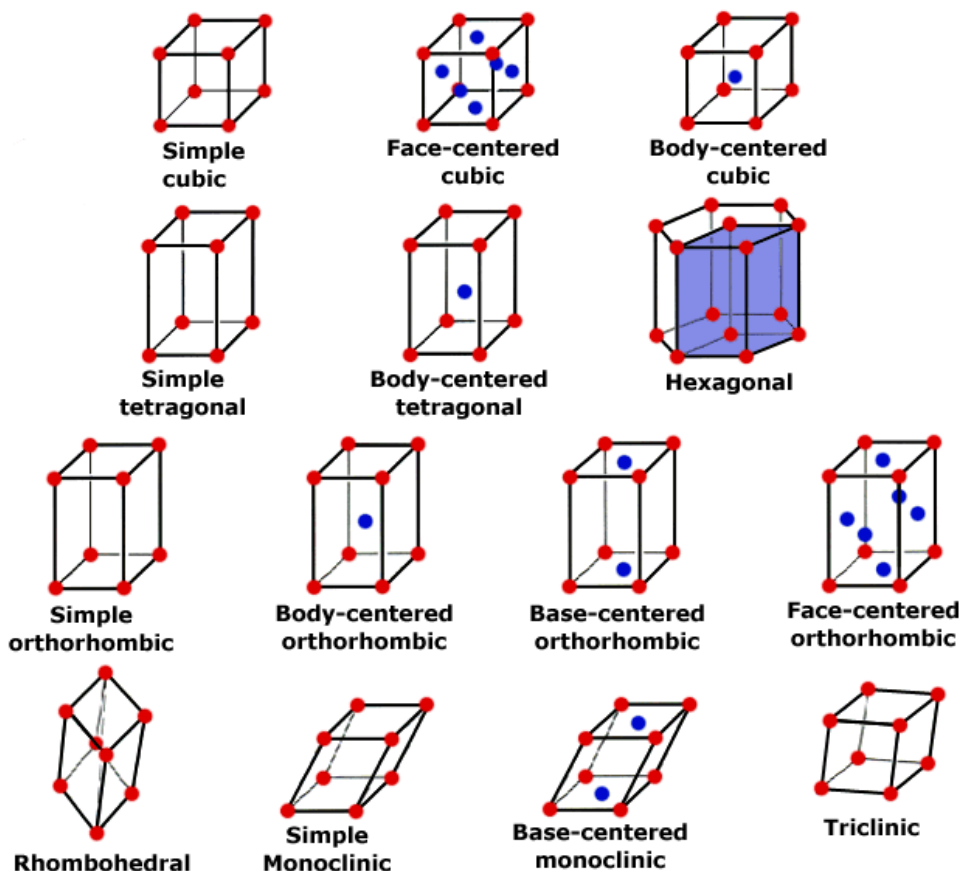 Simple
cubic
Face-centered
cubic
Body-centered
cubic
Simple
tetragonal
Body-centered
tetragonal
Hexagonal
Simple
orthorhombic
Body-centered
orthorhombic
Base-centered
orthorhombic
Face-centered
orthorhombic
Rhombohedral
Simple
Monoclinic
Base-centered
monoclinic
Triclinic